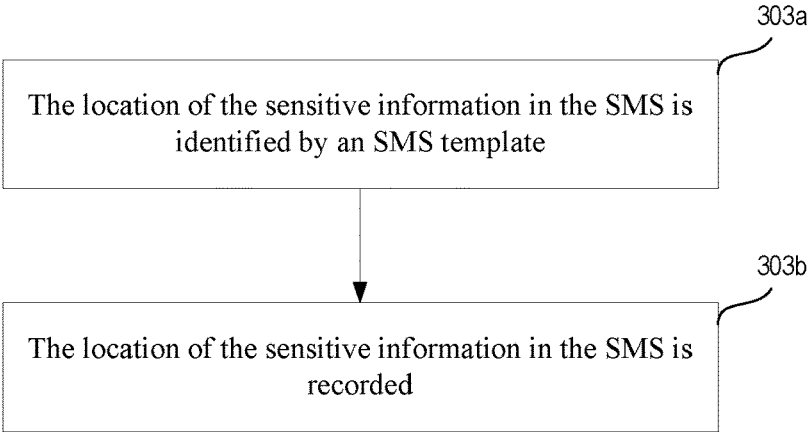 303a
The location of the sensitive information in the SMS is
identified by an SMS template
303b
The location of the sensitive information in the SMS is
recorded